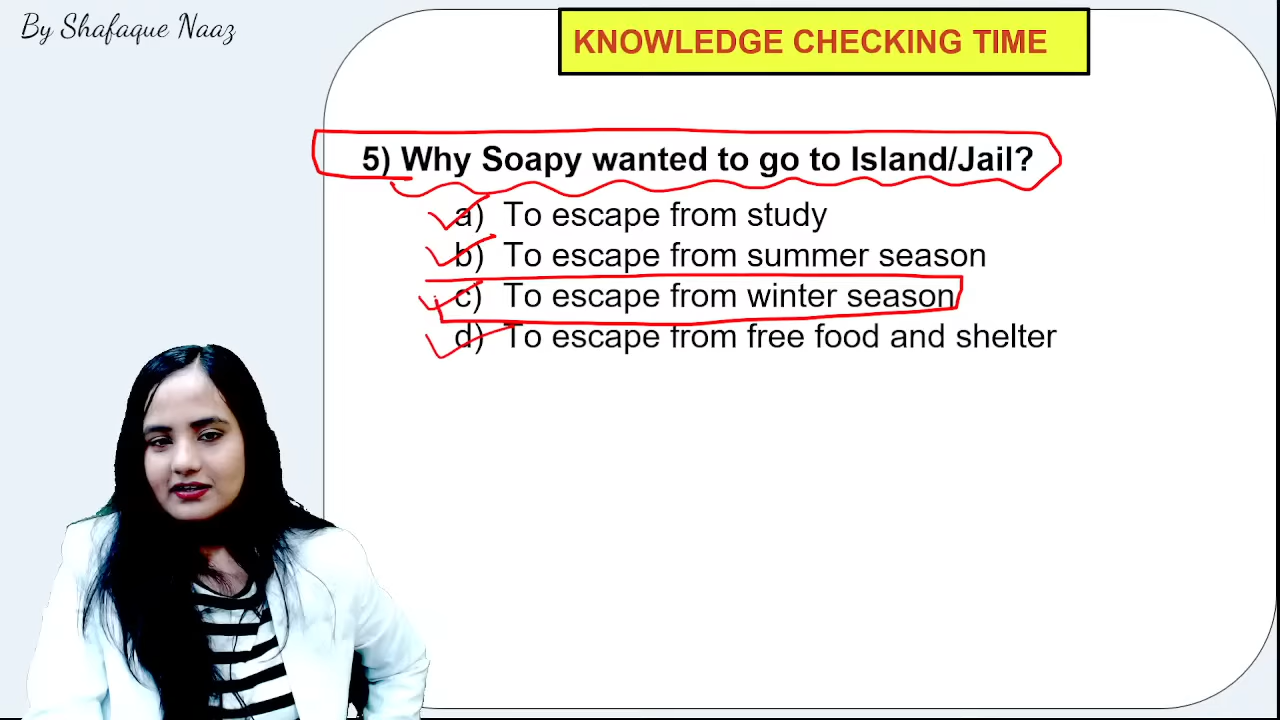 By Shafaque Naaz
KNOWLEDGE CHECKING TIME
5) Why Soapy wanted to go to Island/Jail?
a) To escape from study
b) To escape from summer season
c) To escape from winter season
d) To escape from free food and shelter